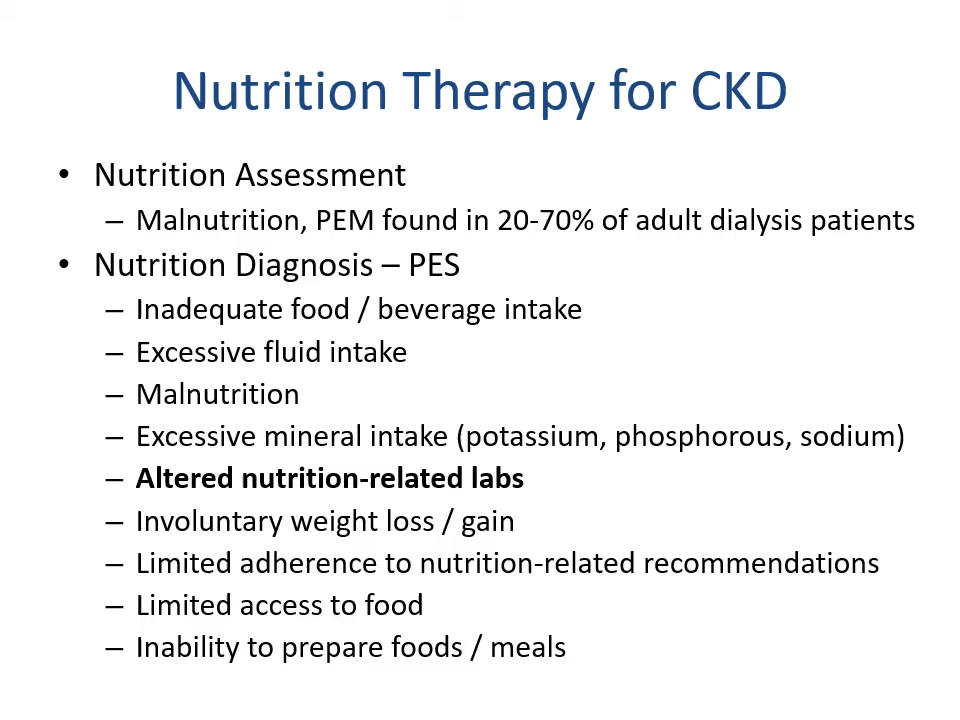 Nutrition Therapy for CKD
• Nutrition Assessment
– Malnutrition, PEM found in 20-70% of adult dialysis patients
• Nutrition Diagnosis – PES
– Inadequate food / beverage intake
– Excessive fluid intake
– Malnutrition
– Excessive mineral intake (potassium, phosphorous, sodium)
– Altered nutrition-related labs
– Involuntary weight loss / gain
– Limited adherence to nutrition-related recommendations
– Limited access to food
– Inability to prepare foods / meals